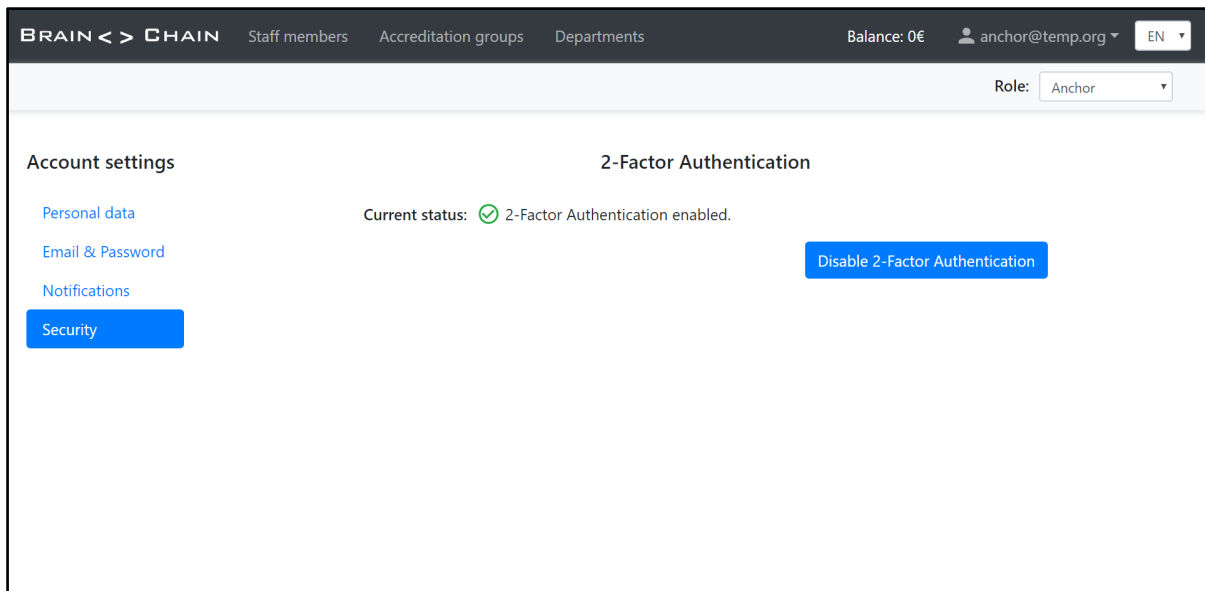 BRAIN < > CHAIN Staff members Accreditation groups Departments Balance: 0€ anchor@temp.org EN
Role: Anchor
Account settings
2-Factor Authentication
Personal data
Current status: 2-Factor Authentication enabled.
Email & Password
Disable 2-Factor Authentication
Notifications
Security